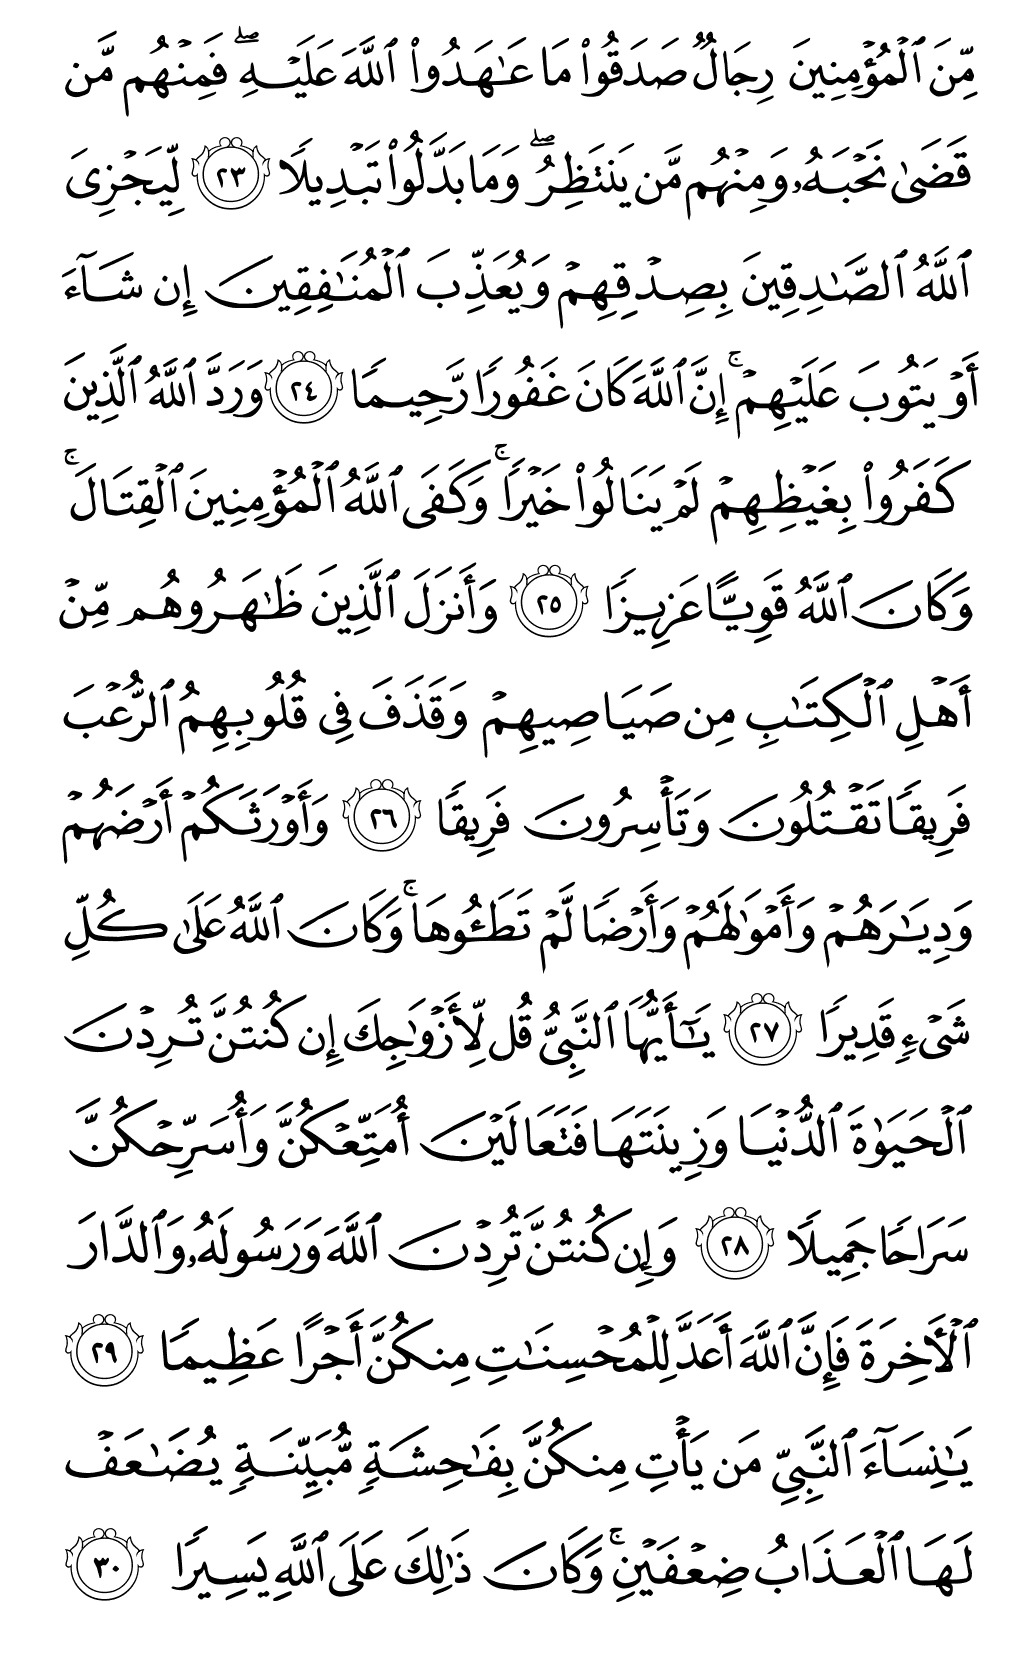 مِّنَ ٱلْمُؤْمِنِينَ رِجَالٌ صَدَقُوا۟ مَا عَـٰهَدُوا۟ ٱللَّهَ عَلَيْهِ ۖ فَمِنْهُم مَّن
قَضَىٰ نَحْبَهُۥ وَمِنْهُم مَّن يَنتَظِرُ ۖ وَمَا بَدَّلُوا۟ تَبْدِيلًا ٢٣ لِّيَجْزِىَ
ٱللَّهُ ٱلصَّـٰدِقِينَ بِصِدْقِهِمْ وَيُعَذِّبَ ٱلْمُنَـٰفِقِينَ إِن شَآءَ
أَوْ يَتُوبَ عَلَيْهِمْ ۚ إِنَّ ٱللَّهَ كَانَ غَفُورًا رَّحِيمًا ٢٤ وَرَدَّ ٱللَّهُ ٱلَّذِينَ
كَفَرُوا۟ بِغَيْظِهِمْ لَمْ يَنَالُوا۟ خَيْرًا ۚ وَكَفَى ٱللَّهُ ٱلْمُؤْمِنِينَ ٱلْقِتَالَ ۚ
وَكَانَ ٱللَّهُ قَوِيًّا عَزِيزًا ٢٥ وَأَنزَلَ ٱلَّذِينَ ظَـٰهَرُوهُم مِّنْ
أَهْلِ ٱلْكِتَـٰبِ مِن صَيَاصِيهِمْ وَقَذَفَ فِى قُلُوبِهِمُ ٱلرُّعْبَ
فَرِيقًا تَقْتُلُونَ وَتَأْسِرُونَ فَرِيقًا ٢٦ وَأَوْرَثَكُمْ أَرْضَهُمْ
وَدِيَـٰرَهُمْ وَأَمْوَٰلَهُمْ وَأَرْضًا لَّمْ تَطَـُٔوهَا ۚ وَكَانَ ٱللَّهُ عَلَىٰ كُلِّ
شَىْءٍ قَدِيرًا ٢٧ يَـٰٓأَيُّهَا ٱلنَّبِىُّ قُل لِّأَزْوَٰجِكَ إِن كُنتُنَّ تُرِدْنَ
ٱلْحَيَوٰةَ ٱلدُّنْيَا وَزِينَتَهَا فَتَعَالَيْنَ أُمَتِّعْكُنَّ وَأُسَرِّحْكُنَّ
سَرَاحًا جَمِيلًا ٢٨ وَإِن كُنتُنَّ تُرِدْنَ ٱللَّهَ وَرَسُولَهُۥ وَٱلدَّارَ
ٱلْـَٔاخِرَةَ فَإِنَّ ٱللَّهَ أَعَدَّ لِلْمُحْسِنَـٰتِ مِنكُنَّ أَجْرًا عَظِيمًا ٢٩
يَـٰنِسَآءَ ٱلنَّبِىِّ مَن يَأْتِ مِنكُنَّ بِفَـٰحِشَةٍ مُّبَيِّنَةٍ يُضَـٰعَفْ
لَهَا ٱلْعَذَابُ ضِعْفَيْنِ ۚ وَكَانَ ذَٰلِكَ عَلَى ٱللَّهِ يَسِيرًا ٣٠